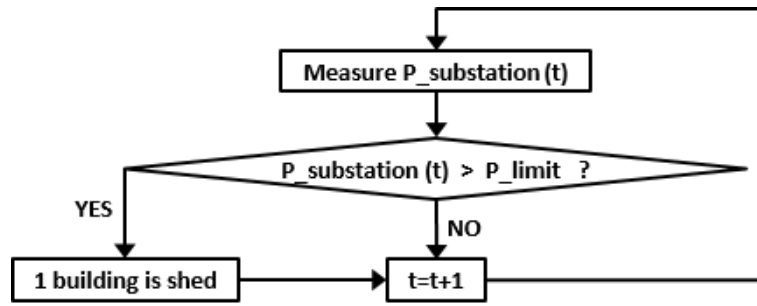 Measure P_substation (t)
P_substation (t) > P_limit ?
YES
NO
1 building is shed
t=t+1